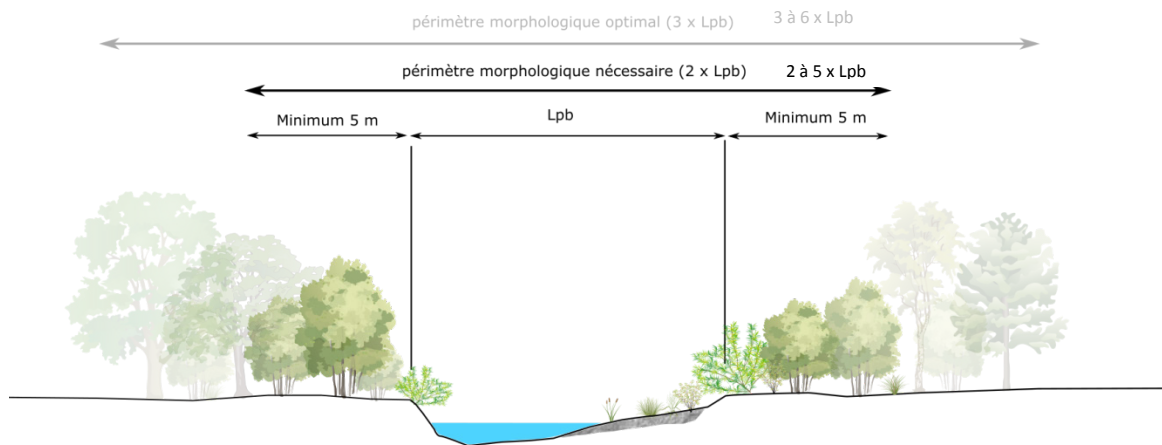 périmètre morphologique optimal (3 x Lpb) 3 à 6 x Lpb
périmètre morphologique nécessaire (2 x Lpb) 2 à 5 x Lpb
Minimum 5 m Lpb Minimum 5 m